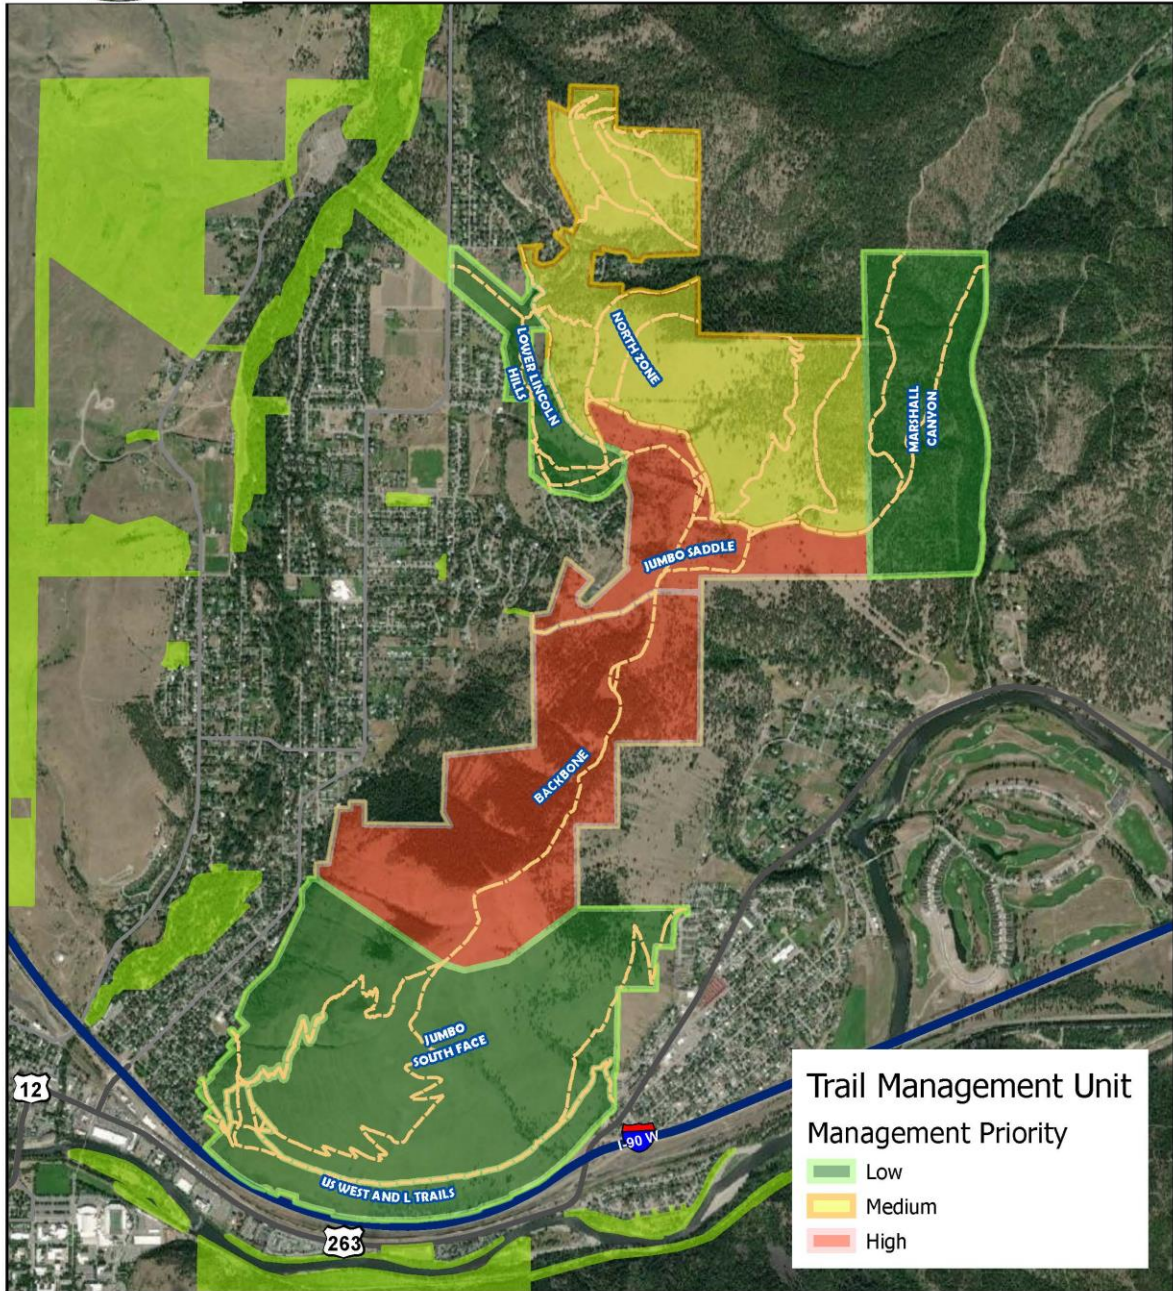 NORTH ZONE
LOWER LINCOLN
HILLS
MARSHALL
CANYON
JUMBO SADDLE
BACKBONE
JUMBO
SOUTH FACE
US WEST AND L TRAILS
12
263
I-90 W
Trail Management Unit
Management Priority
Low
Medium
High